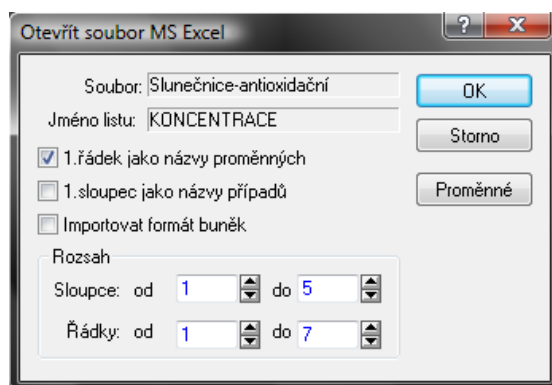 Otevřít soubor MS Excel
?
X
Soubor: Slunečnice-antioxidační
OK
Jméno listu: KONCENTRACE
Storno
1.řádek jako názvy proměnných
1.sloupec jako názvy případů
Proměnné
Importovat formát buněk
Rozsah
Sloupce: od 1 do 5
Řádky: od 1 do 7